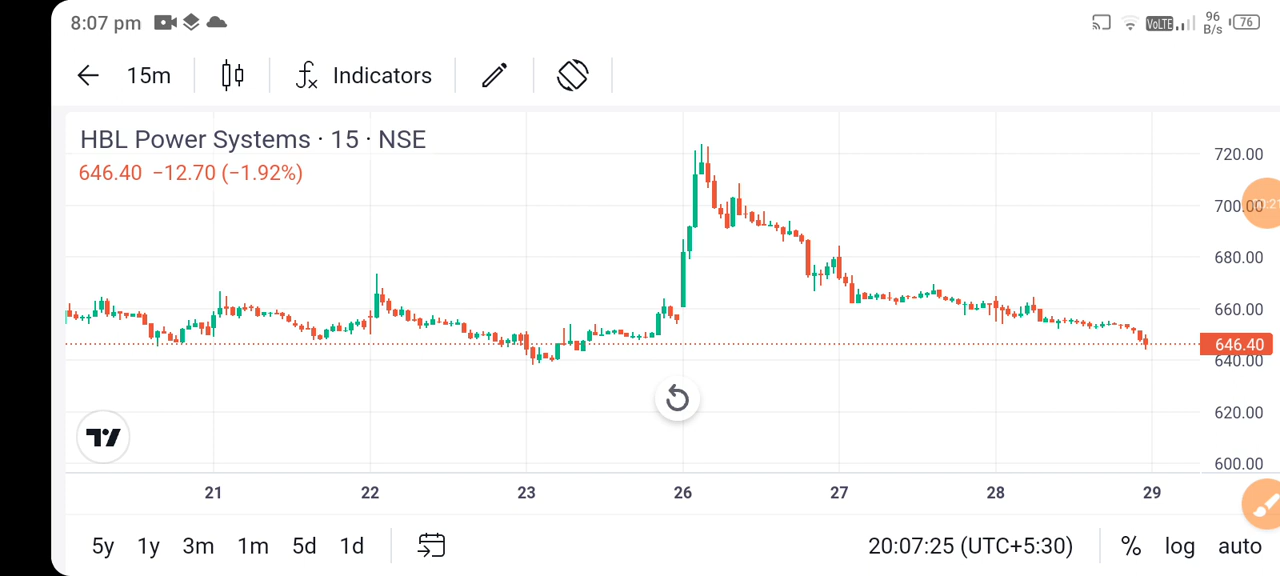 8:07 pm VoLTE 96 B/s 76
15m fx Indicators
HBL Power Systems · 15 · NSE
646.40 −12.70 (−1.92%)
720.00
700.00
680.00
660.00
646.40
640.00
620.00
600.00
21 22 23 26 27 28 29
5y 1y 3m 1m 5d 1d 20:07:25 (UTC+5:30) % log auto